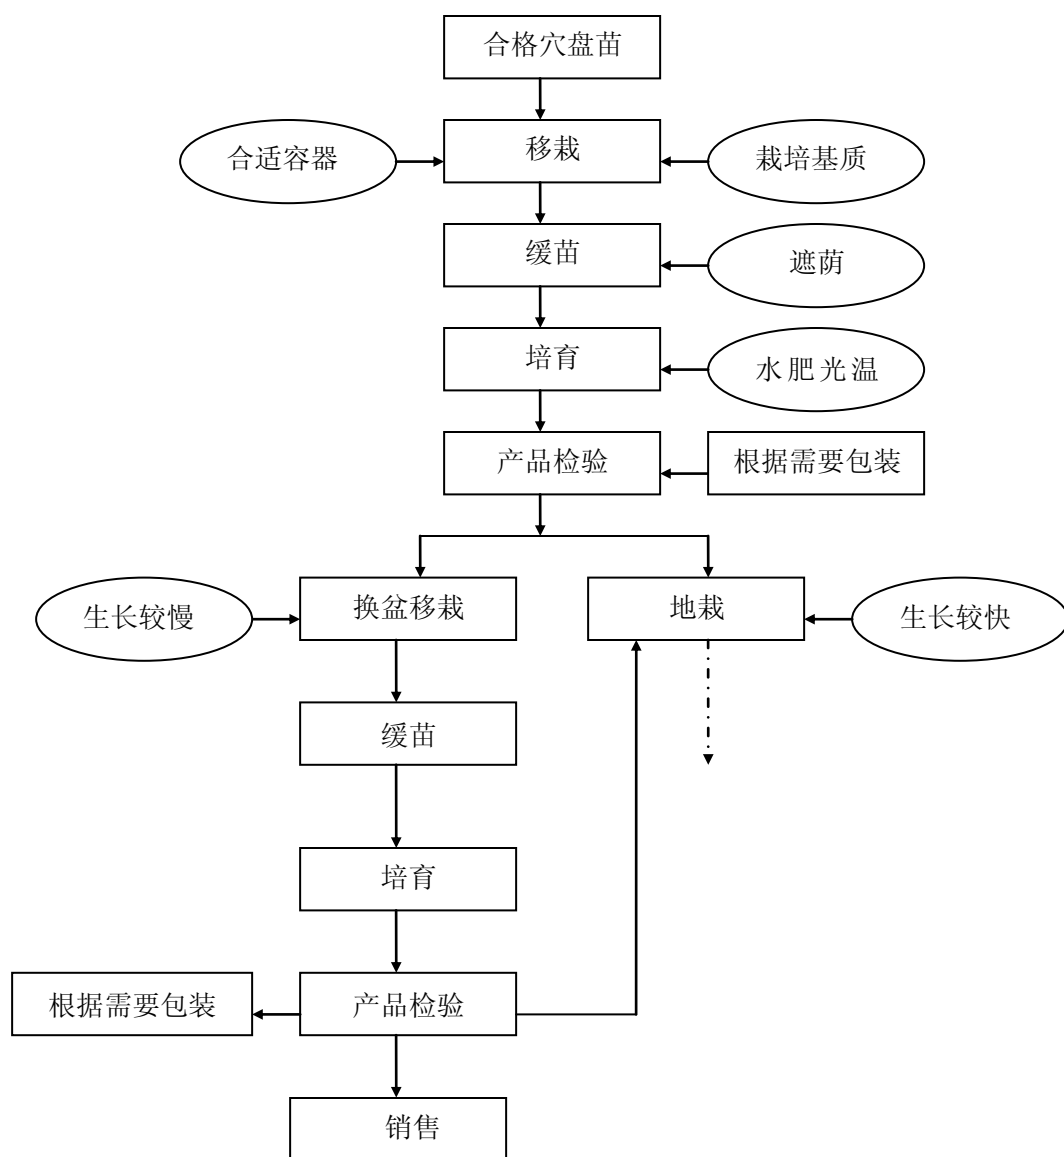 合格穴盘苗
合适容器
移栽
栽培基质
缓苗
遮荫
培育
水肥光温
产品检验
根据需要包装
生长较慢
换盆移栽
地栽
生长较快
缓苗
培育
根据需要包装
产品检验
销售